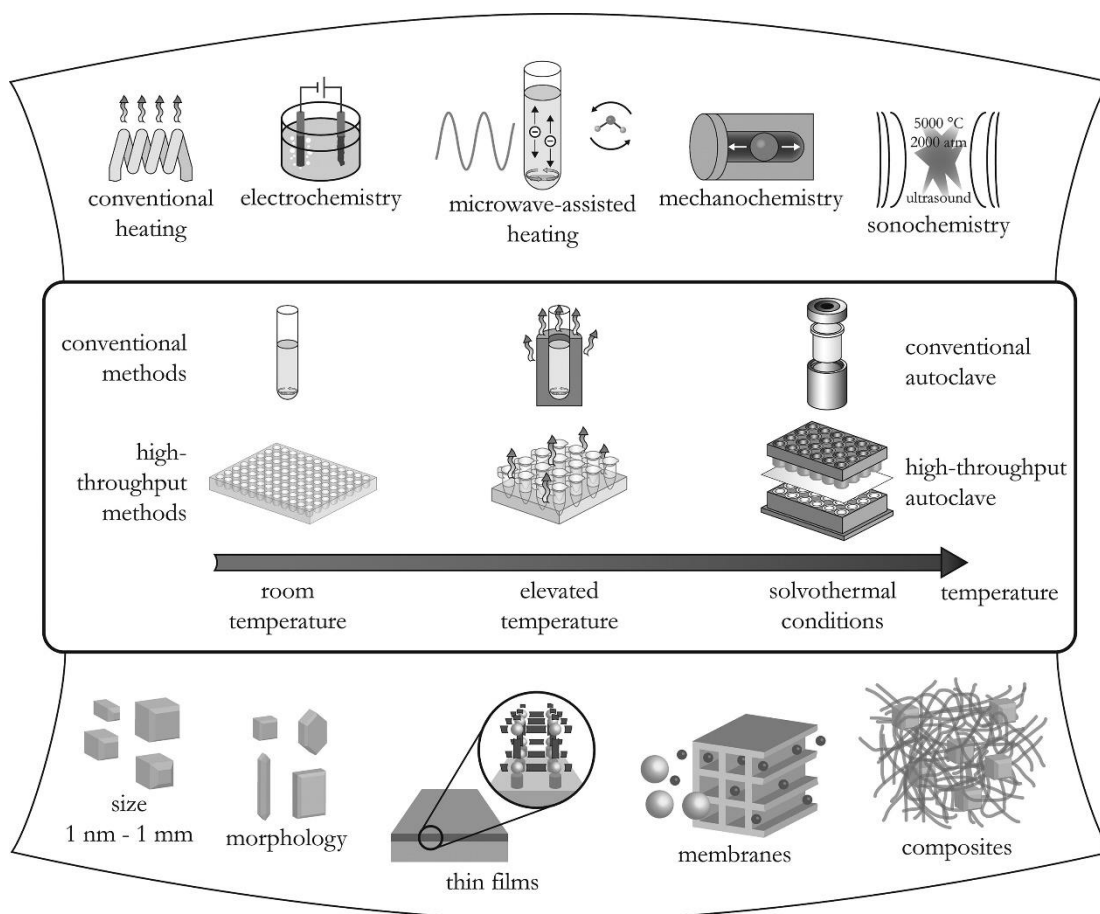 conventional
heating
electrochemistry
microwave-assisted
heating
mechanochemistry
5000 °C
2000 atm
ultrasound
sonochemistry
conventional
methods
conventional
autoclave
high-
throughput
methods
high-throughput
autoclave
room
temperature
elevated
temperature
solvothermal
conditions
temperature
size
1 nm - 1 mm
morphology
thin films
membranes
composites